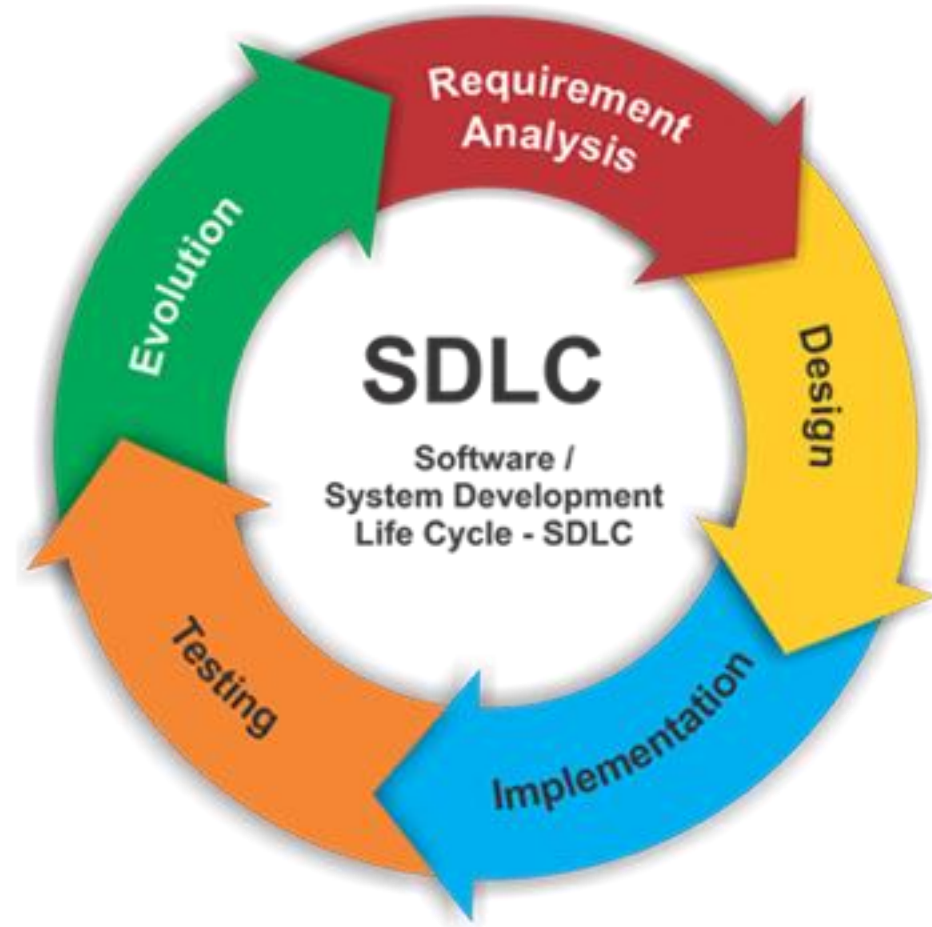 Requirement
Analysis
Design
Implementation
Testing
Evolution
SDLC
Software /
System Development
Life Cycle - SDLC